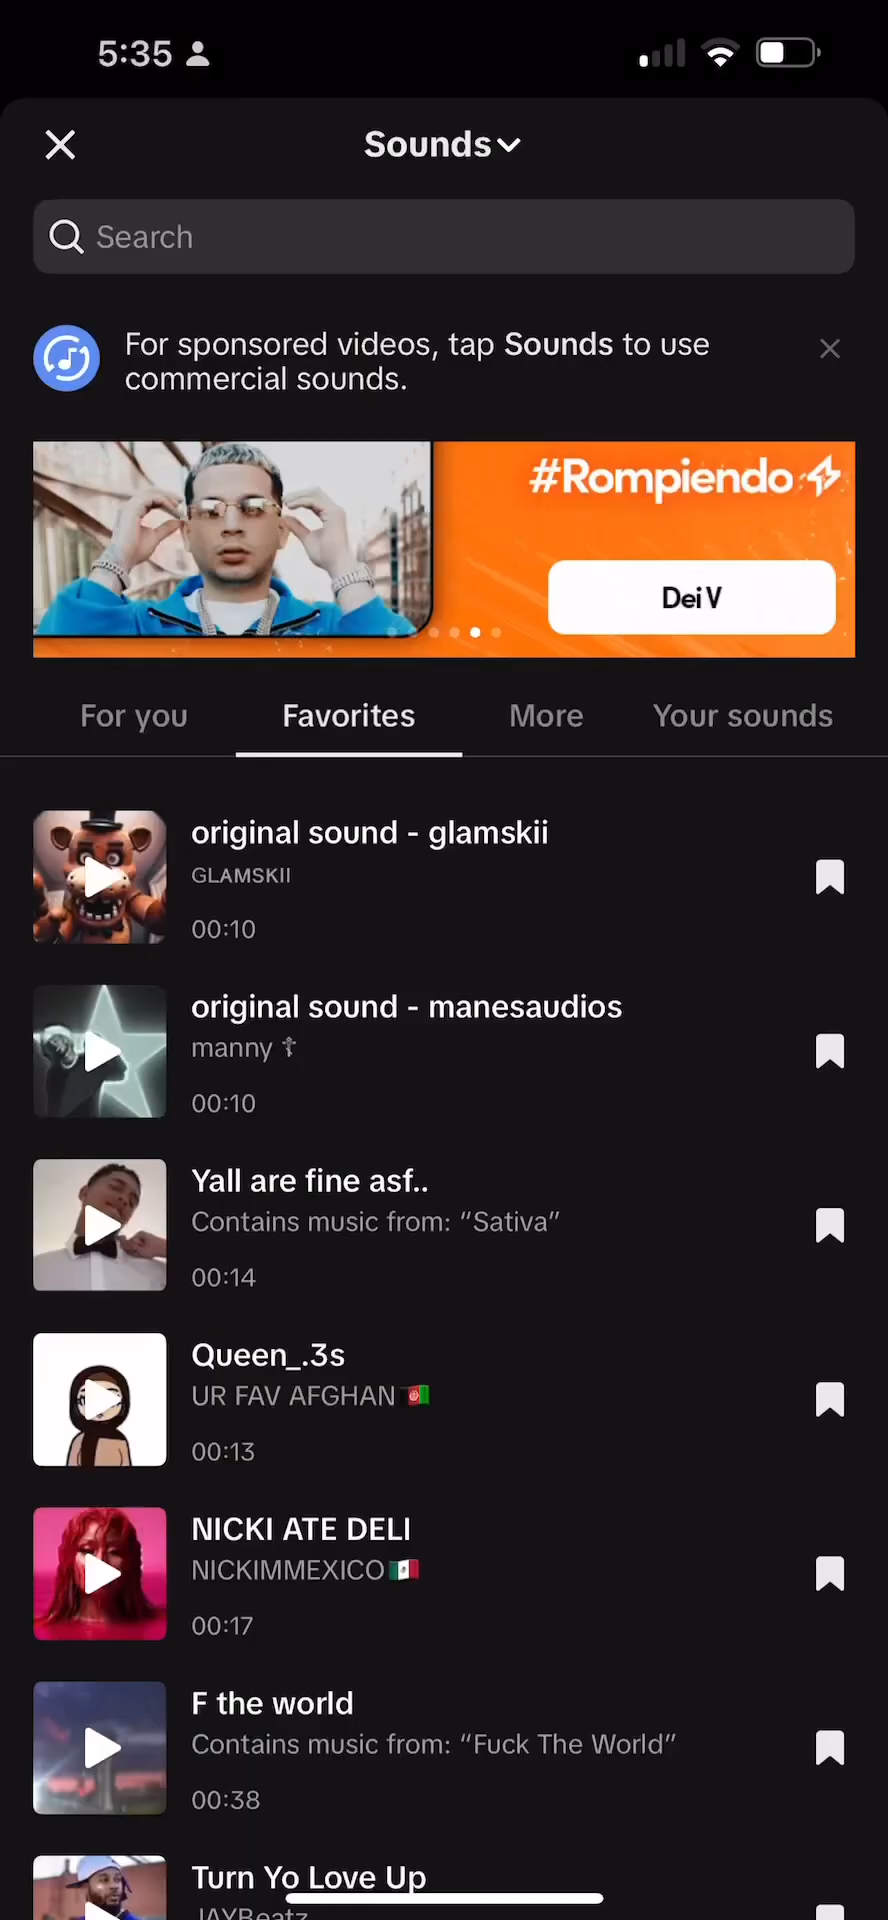 5:35
Sounds
Search
For sponsored videos, tap Sounds to use
commercial sounds.
#Rompiendo
Dei V
For you
Favorites
More
Your sounds
original sound - glamskii
GLAMSKII
00:10
original sound - manesaudios
manny
00:10
Yall are fine asf..
Contains music from: “Sativa”
00:14
Queen_.3s
UR FAV AFGHAN🇦🇫
00:13
NICKI ATE DELI
NICKIMMEXICO🇲🇽
00:17
F the world
Contains music from: “Fuck The World”
00:38
Turn Yo Love Up
JAYBeatz